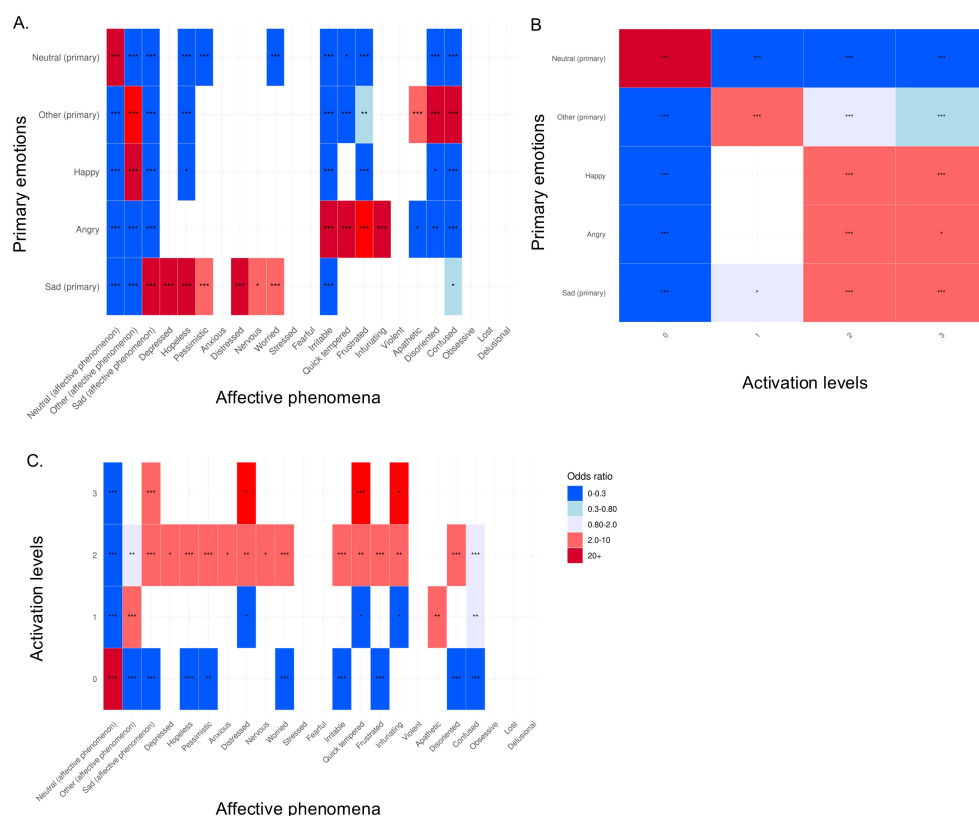 A.
Primary emotions
Neutral (primary) *** *** *** *** *** *** *** * *** *** ***
Other (primary) *** *** *** *** *** *** ** *** *** ***
Happy *** *** *** * *** *** * ***
Angry *** *** *** *** *** *** *** * ** ***
Sad (primary) *** *** *** *** *** *** *** * *** *** *
Neutral (affective phenomenon)
Other (affective phenomenon)
Sad (affective phenomenon)
Depressed
Hopeless
Pessimistic
Anxious
Distressed
Nervous
Worried
Stressed
Fearful
Irritable
Quick tempered
Frustrated
Infuriating
Violent
Apathetic
Disoriented
Confused
Obsessive
Lost
Delusional
Affective phenomena
B.
Primary emotions
Neutral (primary) *** *** *** ***
Other (primary) *** *** *** ***
Happy *** *** ***
Angry *** *** *
Sad (primary) *** * *** ***
0 1 2 3
Activation levels
C.
Activation levels
3 *** *** * *** *
2 *** ** *** * *** *** * ** * *** *** ** *** ** *** ***
1 *** *** * * * ** **
0 *** *** *** *** ** *** *** *** *** ***
Neutral (affective phenomenon)
Other (affective phenomenon)
Sad (affective phenomenon)
Depressed
Hopeless
Pessimistic
Anxious
Distressed
Nervous
Worried
Stressed
Fearful
Irritable
Quick tempered
Frustrated
Infuriating
Violent
Apathetic
Disoriented
Confused
Obsessive
Lost
Delusional
Affective phenomena
Odds ratio
0-0.3
0.3-0.80
0.80-2.0
2.0-10
20+